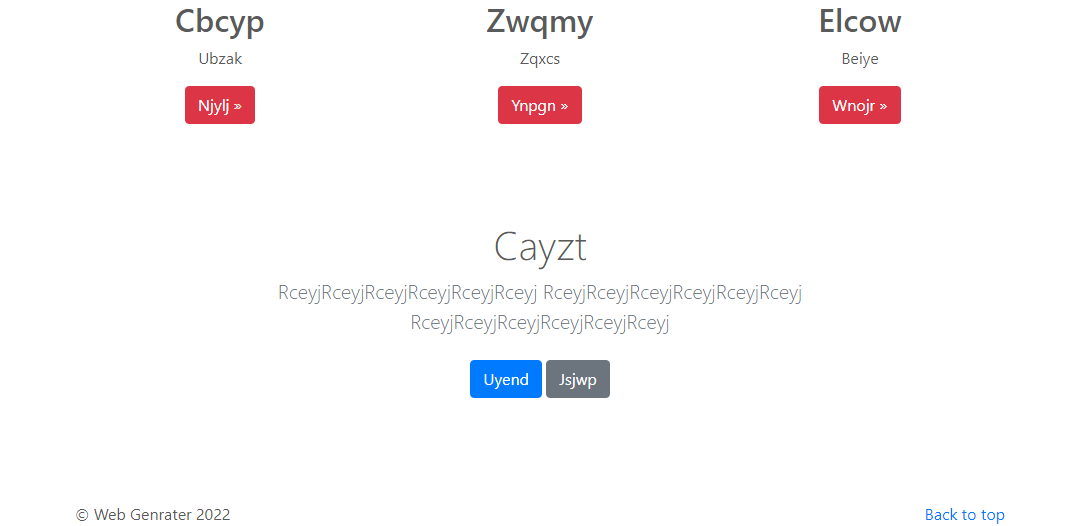 Cbcyp Zwqmy Elcow
Ubzak Zqxcs Beiye
Njylj » Ynpgn » Wnojr »
Cayzt
RceyjRceyjRceyjRceyjRceyjRceyj RceyjRceyjRceyjRceyjRceyjRceyj
RceyjRceyjRceyjRceyjRceyjRceyj
Uyend Jsjwp
© Web Genrater 2022 Back to top